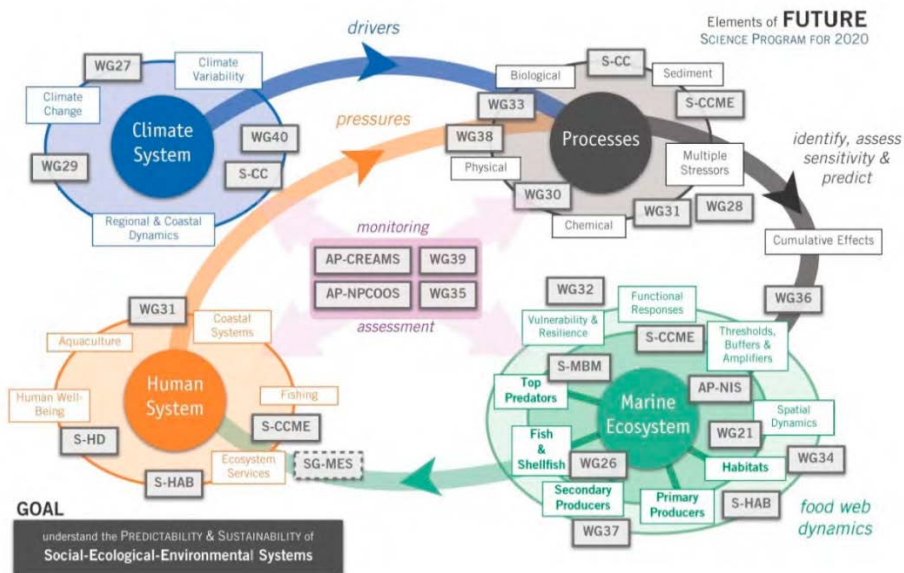 Elements of FUTURE
SCIENCE PROGRAM FOR 2020
drivers
WG27
Climate
Variability
Climate
Change
Climate
System
WG40
WG29
S-CC
Regional & Coastal
Dynamics
pressures
S-CC
Biological
Sediment
WG33
S-CCME
WG38
Processes
Physical
Multiple
Stressors
WG30
WG31
WG28
Chemical
identify, assess
sensitivity &
predict
Cumulative Effects
WG36
monitoring
AP-CREAMS
WG39
AP-NPCOOS
WG35
assessment
WG31
Coastal
Systems
Aquaculture
Human
System
Human Well-
Being
Fishing
S-HD
S-CCME
Ecosystem
Services
S-HAB
SG-MES
WG32
Functional
Responses
Vulnerability &
Resilience
S-CCME
Thresholds,
Buffers &
Amplifiers
S-MBM
Top
Predators
AP-NIS
Marine
Ecosystem
Spatial
Dynamics
Fish
&
Shellfish
WG21
WG26
Habitats
WG34
Secondary
Producers
Primary
Producers
S-HAB
WG37
food web
dynamics
GOAL
understand the PREDICTABILITY & SUSTAINABILITY of
Social-Ecological-Environmental Systems